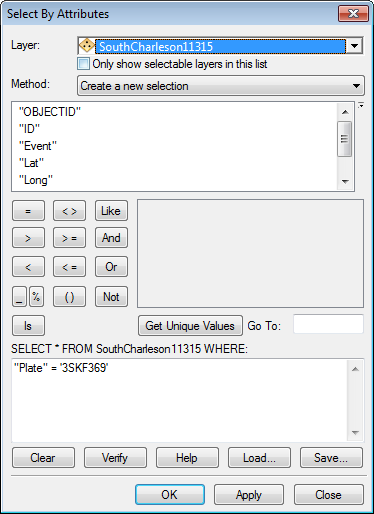 Select By Attributes
Layer: SouthCharleson11315
Only show selectable layers in this list
Method: Create a new selection
"OBJECTID"
"ID"
"Event"
"Lat"
"Long"
= < > Like
> > = And
< < = Or
_ % ( ) Not
Is Get Unique Values Go To:
SELECT * FROM SouthCharleson11315 WHERE:
"Plate" = '3SKF369'
Clear Verify Help Load... Save...
OK Apply Close